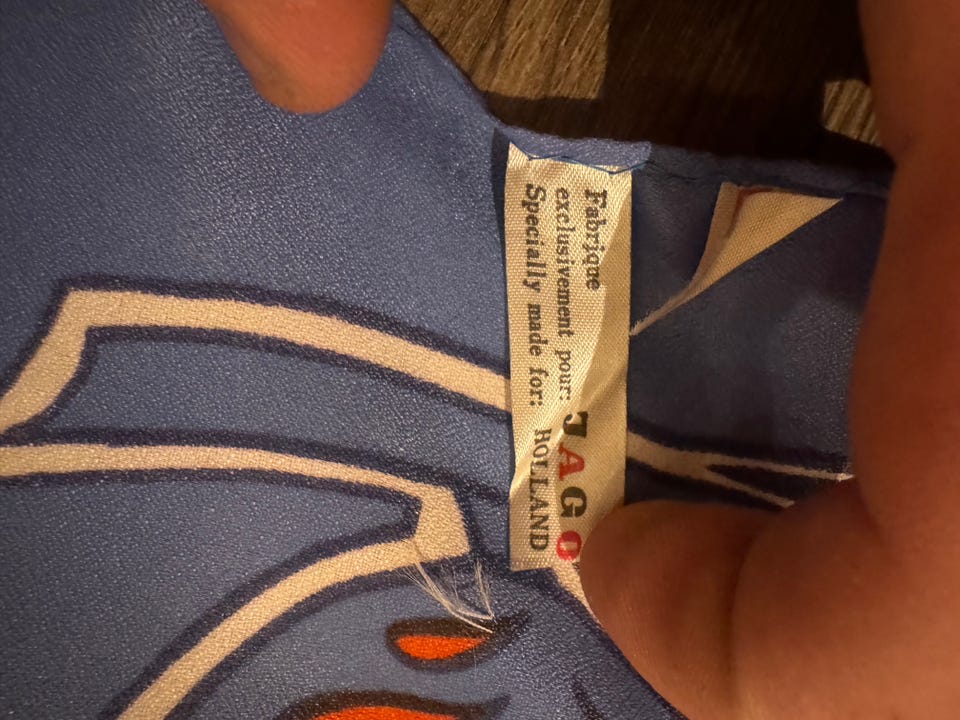 Fabrique
exclusivement pour: JAGO
Specially made for: HOLLAND